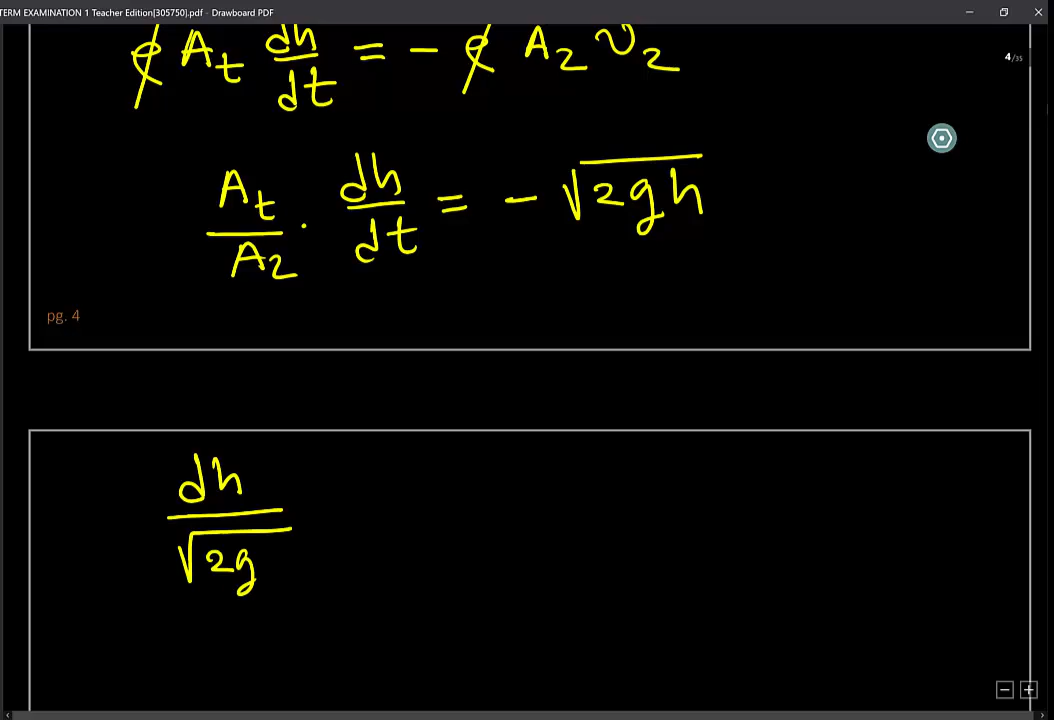 TERM EXAMINATION 1 Teacher Edition[305750].pdf - Drawboard PDF
4/35
ρ A_t dh/dt = - ρ A_2 v_2
A_t/A_2 · dh/dt = - √(2gh)
pg. 4
dh/√(2g)